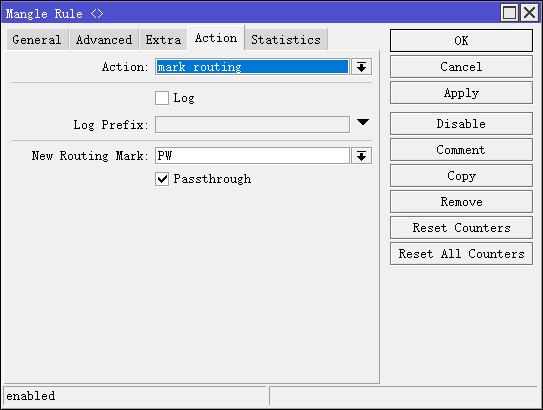 Mangle Rule <>
General Advanced Extra Action Statistics
Action: mark routing
Log
Log Prefix:
New Routing Mark: PW
Passthrough
OK
Cancel
Apply
Disable
Comment
Copy
Remove
Reset Counters
Reset All Counters
enabled